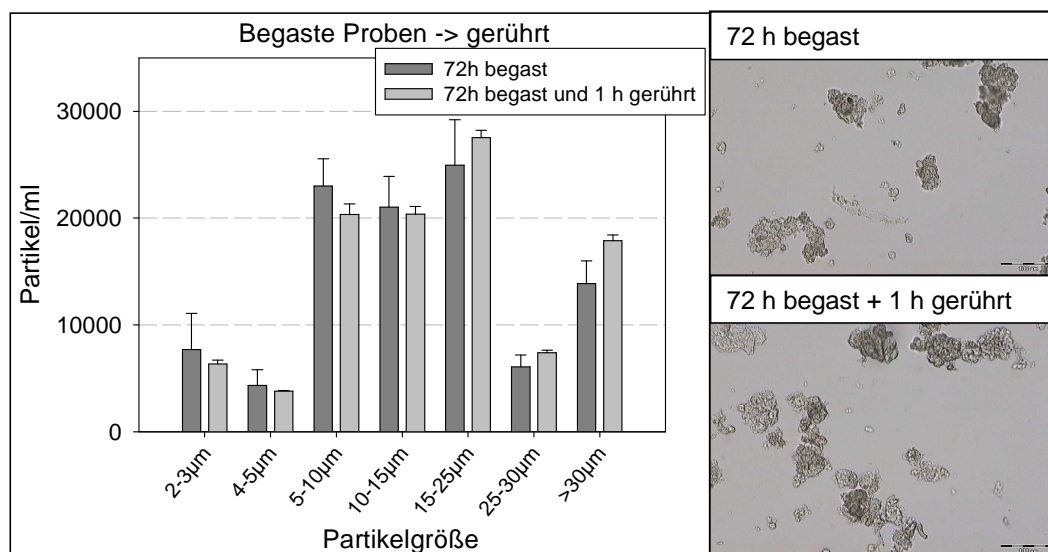 Begaste Proben -> gerührt
72h begast
72h begast und 1 h gerührt
Partikel/ml
30000
20000
10000
0
2-3µm
4-5µm
5-10µm
10-15µm
15-25µm
25-30µm
>30µm
Partikelgröße
72 h begast
72 h begast + 1 h gerührt